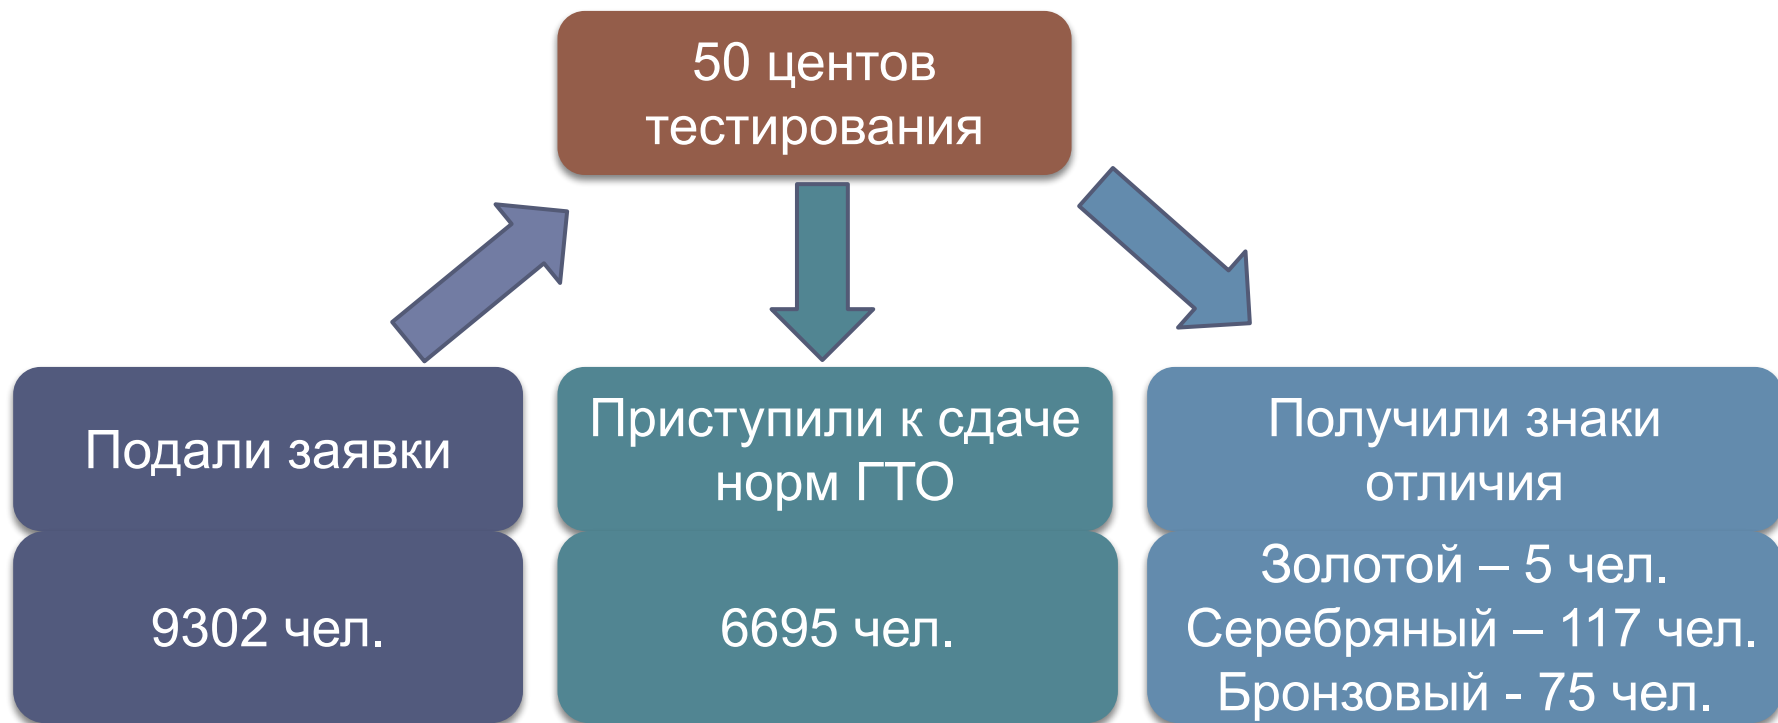 50 центов
тестирования
Подали заявки
9302 чел.
Приступили к сдаче
норм ГТО
6695 чел.
Получили знаки
отличия
Золотой – 5 чел.
Серебряный – 117 чел.
Бронзовый - 75 чел.